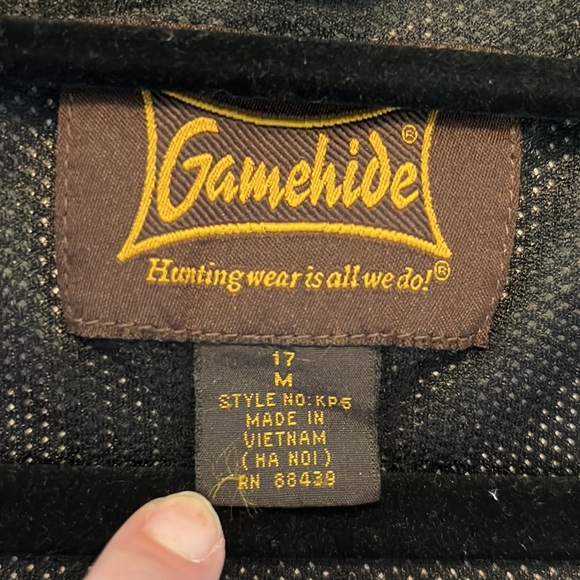 Gamehide®
Hunting wear is all we do!®
17
M
STYLE NO: KP5
MADE IN
VIETNAM
(HA NOI)
RN 88439